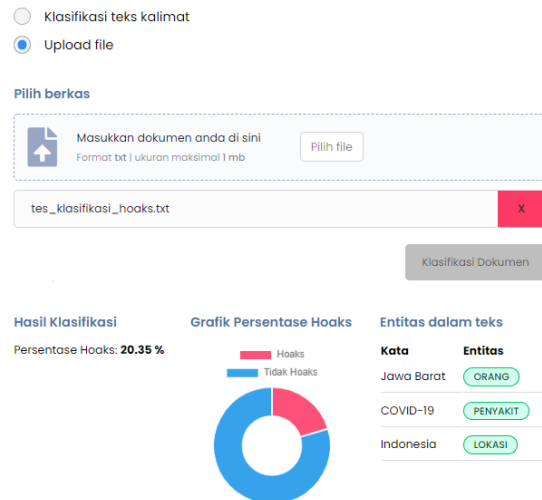 Klasifikasi teks kalimat
Upload file
Pilih berkas
Masukkan dokumen anda di sini
Format txt | ukuran maksimal 1 mb
Pilih file
tes_klasifikasi_hoaks.txt
X
Klasifikasi Dokumen
Hasil Klasifikasi
Persentase Hoaks: 20.35 %
Grafik Persentase Hoaks
Hoaks
Tidak Hoaks
Entitas dalam teks
Kata Entitas
Jawa Barat ORANG
COVID-19 PENYAKIT
Indonesia LOKASI